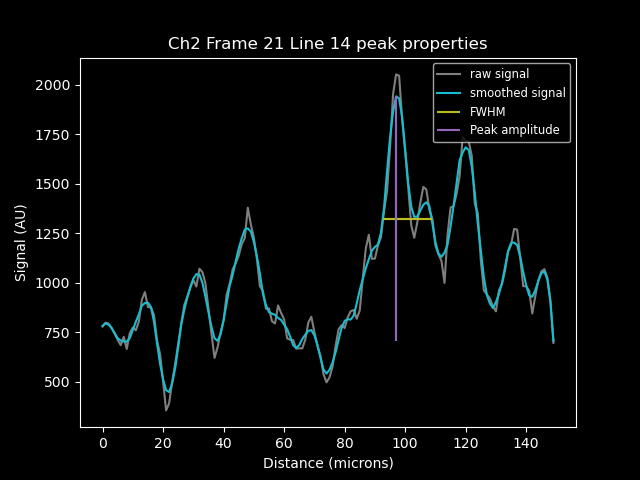 Ch2 Frame 21 Line 14 peak properties
raw signal
smoothed signal
FWHM
Peak amplitude
Signal (AU)
2000
1750
1500
1250
1000
750
500
0 20 40 60 80 100 120 140
Distance (microns)